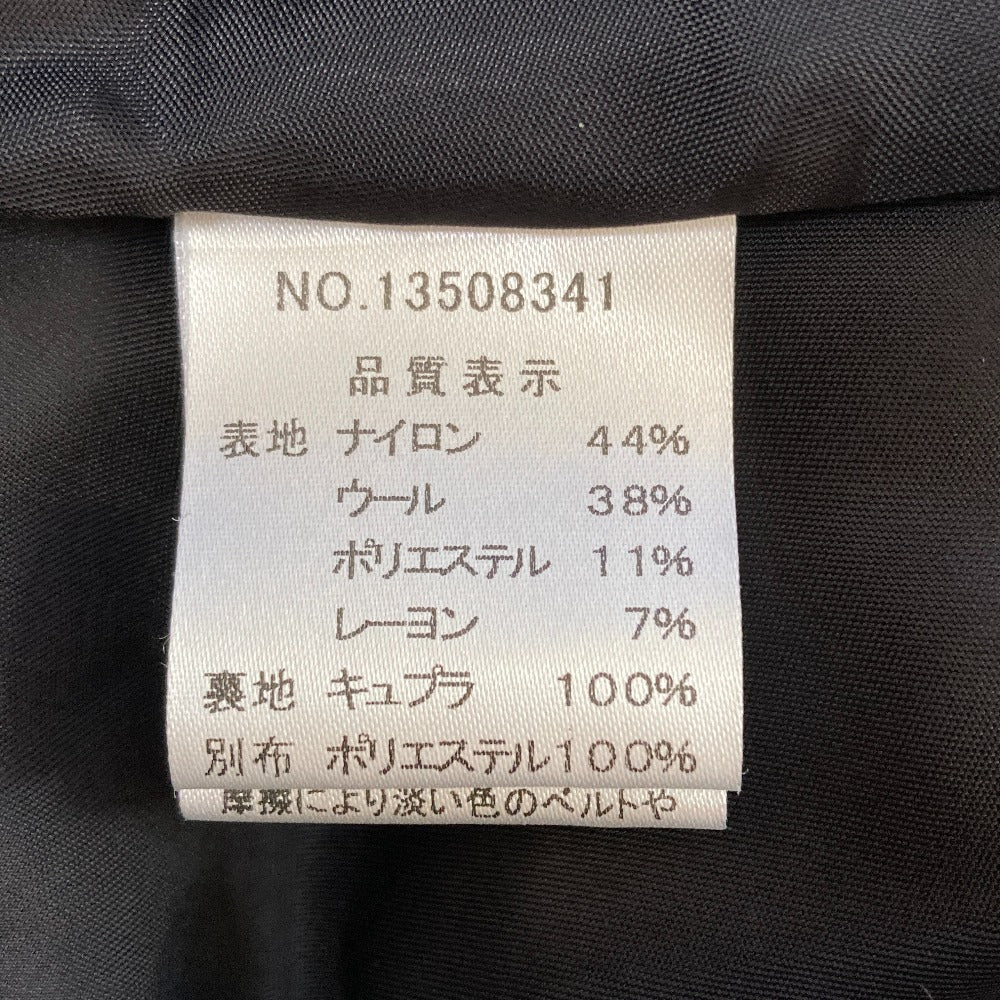 NO.13508341
品質表示
表地 ナイロン 44%
ウール 38%
ポリエステル 11%
レーヨン 7%
裏地 キュプラ 100%
別布 ポリエステル100%
摩擦により淡い色のベルトや